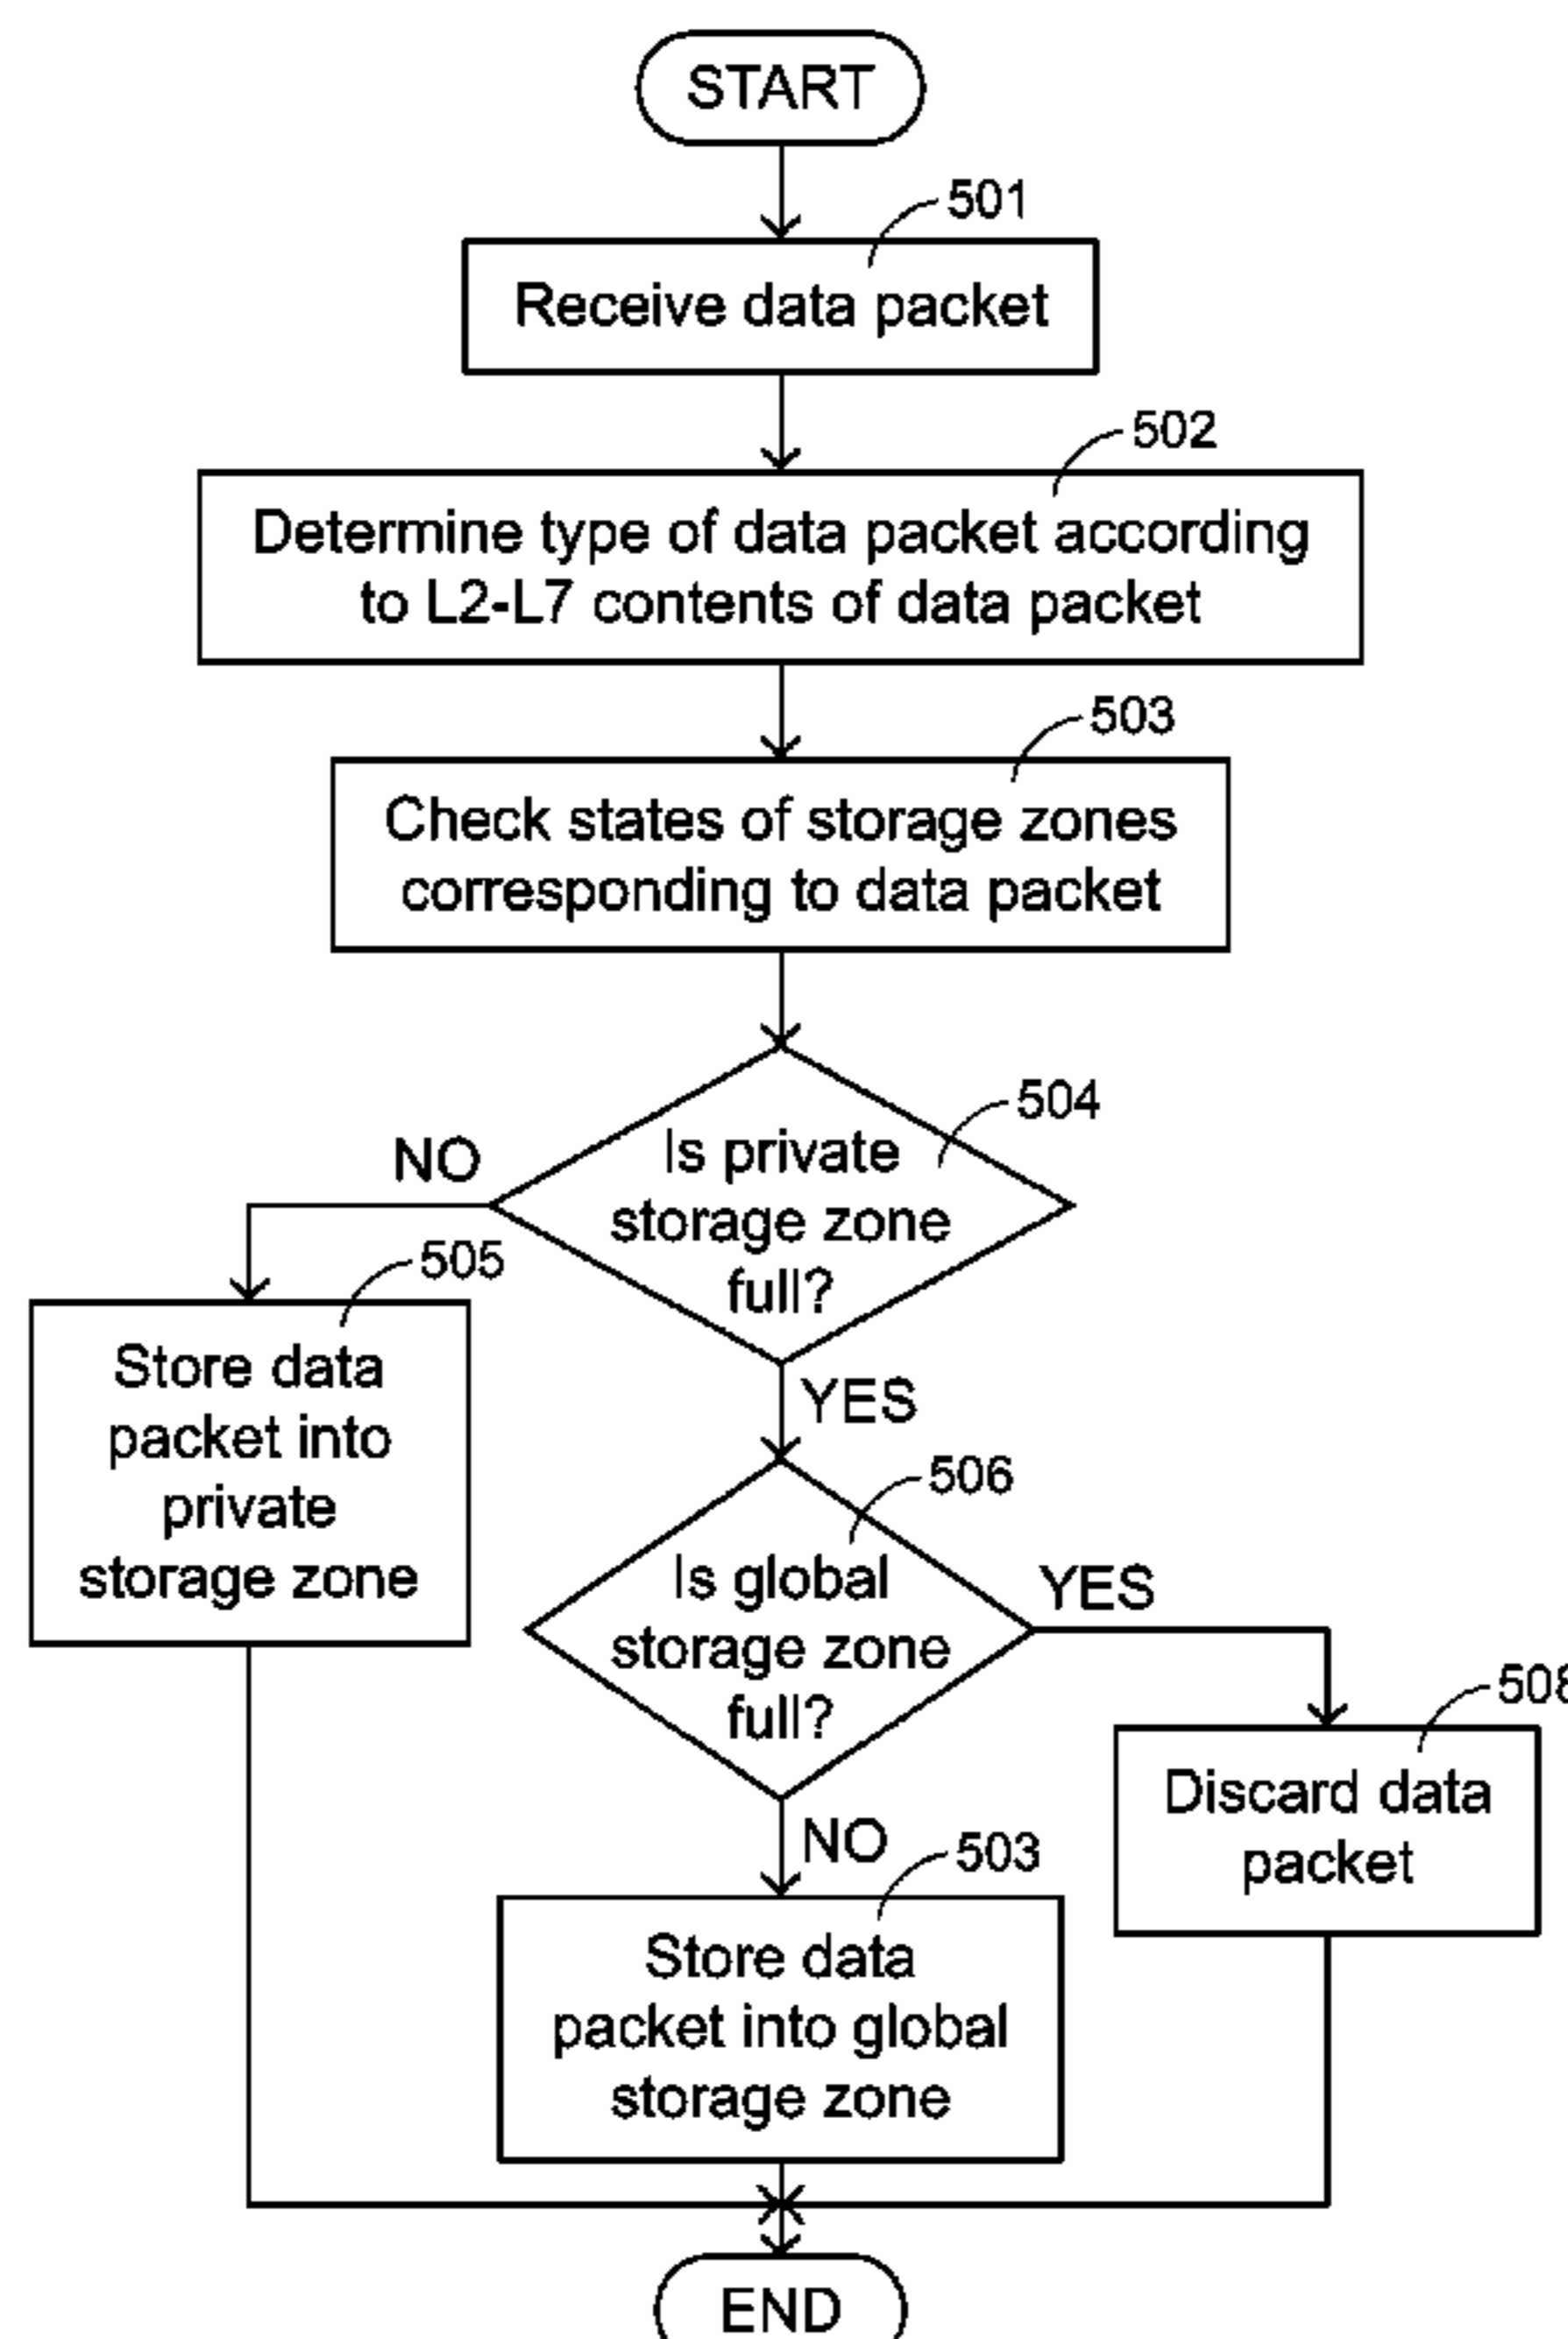 START
501
Receive data packet
502
Determine type of data packet according
to L2-L7 contents of data packet
503
Check states of storage zones
corresponding to data packet
504
Is private
storage zone
full?
NO
YES
505
Store data
packet into
private
storage zone
506
Is global
storage zone
full?
YES
NO
508
Discard data
packet
503
Store data
packet into global
storage zone
END